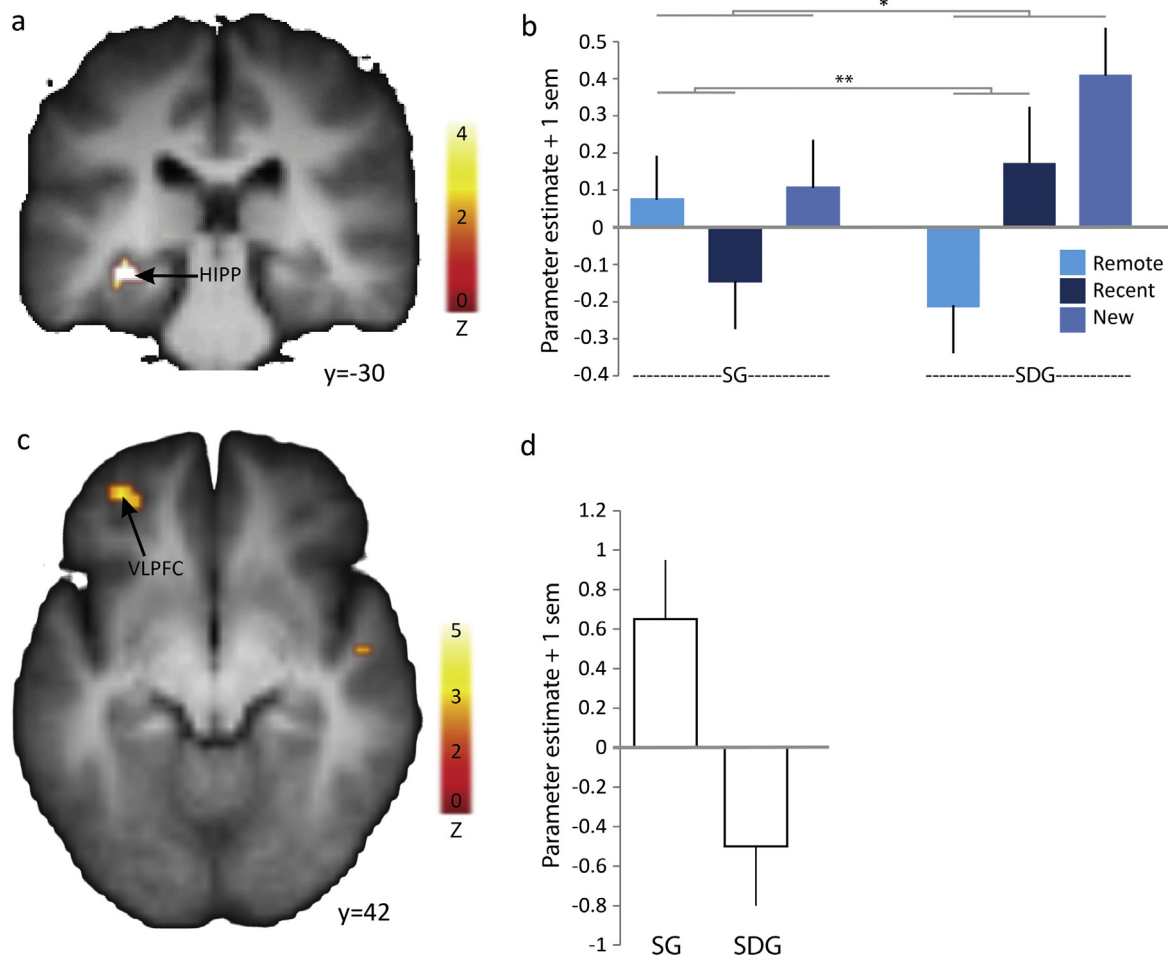 a
HIPP
4
2
0
Z
y=-30
b
*
**
Parameter estimate + 1 sem
0.5
0.4
0.3
0.2
0.1
0
-0.1
-0.2
-0.3
-0.4
Remote
Recent
New
--------------SG-----------
------------SDG-----------
c
VLPFC
5
3
2
0
Z
y=42
d
Parameter estimate + 1 sem
1.2
1
0.8
0.6
0.4
0.2
0
-0.2
-0.4
-0.6
-0.8
-1
SG SDG